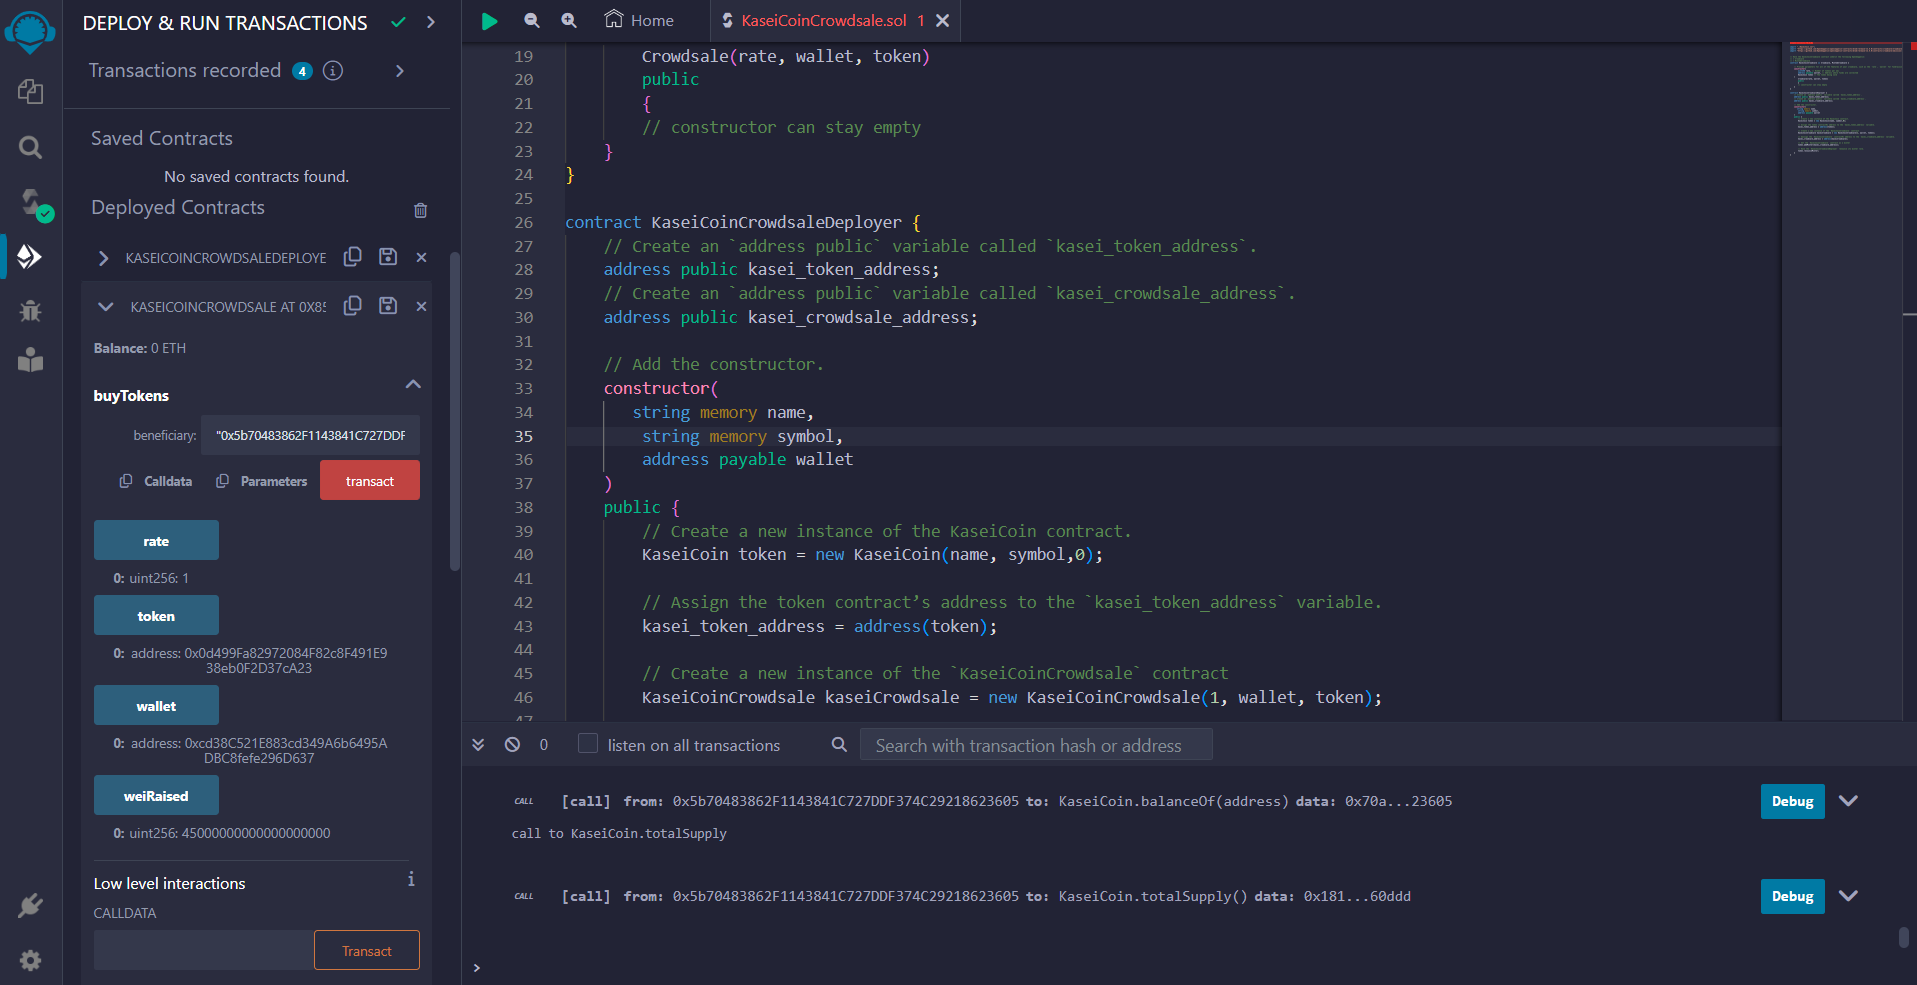 DEPLOY & RUN TRANSACTIONS
Transactions recorded 4
Saved Contracts
No saved contracts found.
Deployed Contracts
KASEICOINCROWDSALEDEPLOYE
KASEICOINCROWDSALE AT 0X85
Balance: 0 ETH
buyTokens
beneficiary: "0x5b70483862F1143841C727DDF
Calldata Parameters transact
rate
0: uint256: 1
token
0: address: 0x0d499Fa82972084F82c8F491E9
38eb0F2D37cA23
wallet
0: address: 0xcd38C521E883cd349A6b6495A
DBC8fefe296D637
weiRaised
0: uint256: 45000000000000000000
Low level interactions
CALLDATA
Transact
Home
KaseiCoinCrowdsale.sol 1
19 Crowdsale(rate, wallet, token)
20 public
21 {
22 // constructor can stay empty
23 }
24 }
25
26 contract KaseiCoinCrowdsaleDeployer {
27 // Create an `address public` variable called `kasei_token_address`.
28 address public kasei_token_address;
29 // Create an `address public` variable called `kasei_crowdsale_address`.
30 address public kasei_crowdsale_address;
31
32 // Add the constructor.
33 constructor(
34 string memory name,
35 string memory symbol,
36 address payable wallet
37 )
38 public {
39 // Create a new instance of the KaseiCoin contract.
40 KaseiCoin token = new KaseiCoin(name, symbol,0);
41
42 // Assign the token contract’s address to the `kasei_token_address` variable.
43 kasei_token_address = address(token);
44
45 // Create a new instance of the `KaseiCoinCrowdsale` contract
46 KaseiCoinCrowdsale kaseiCrowdsale = new KaseiCoinCrowdsale(1, wallet, token);
47
0 listen on all transactions Search with transaction hash or address
CALL [call] from: 0x5b70483862F1143841C727DDF374C29218623605 to: KaseiCoin.balanceOf(address) data: 0x70a...23605 Debug
call to KaseiCoin.totalSupply
CALL [call] from: 0x5b70483862F1143841C727DDF374C29218623605 to: KaseiCoin.totalSupply() data: 0x181...60ddd Debug
>